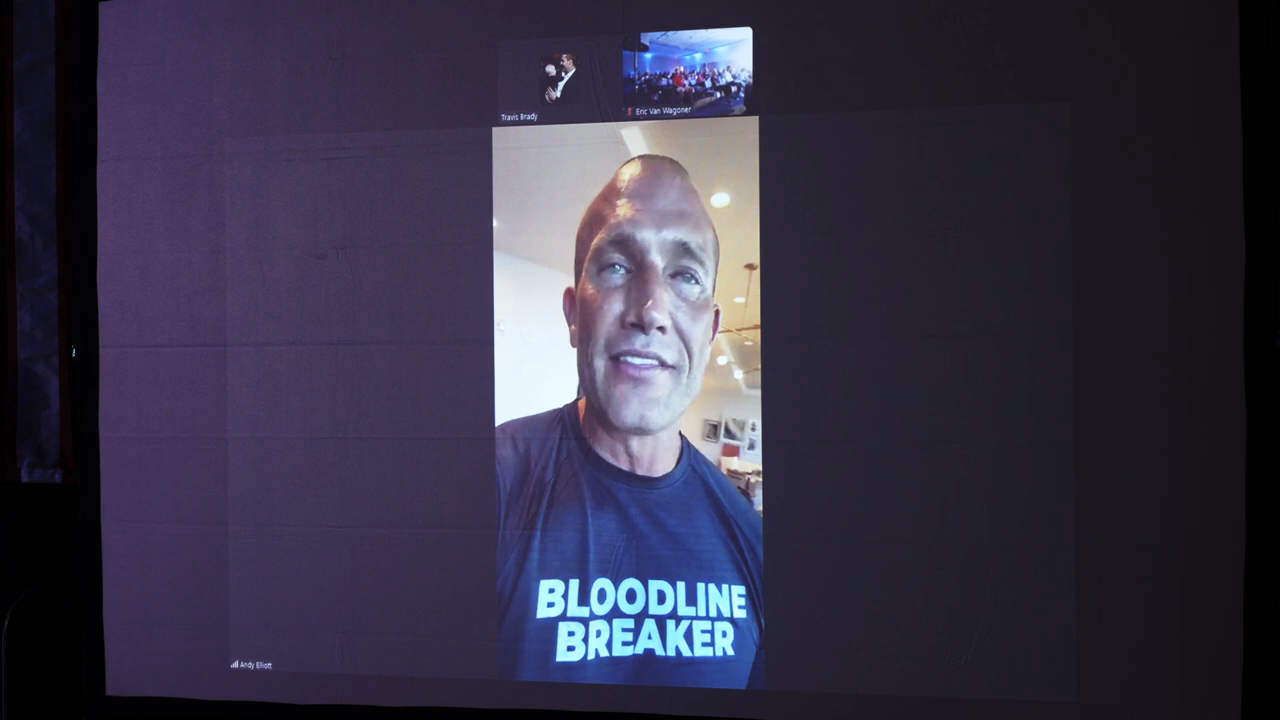 Travis Brady
Eric Van Wagoner
BLOODLINE
BREAKER
Andy Elliott